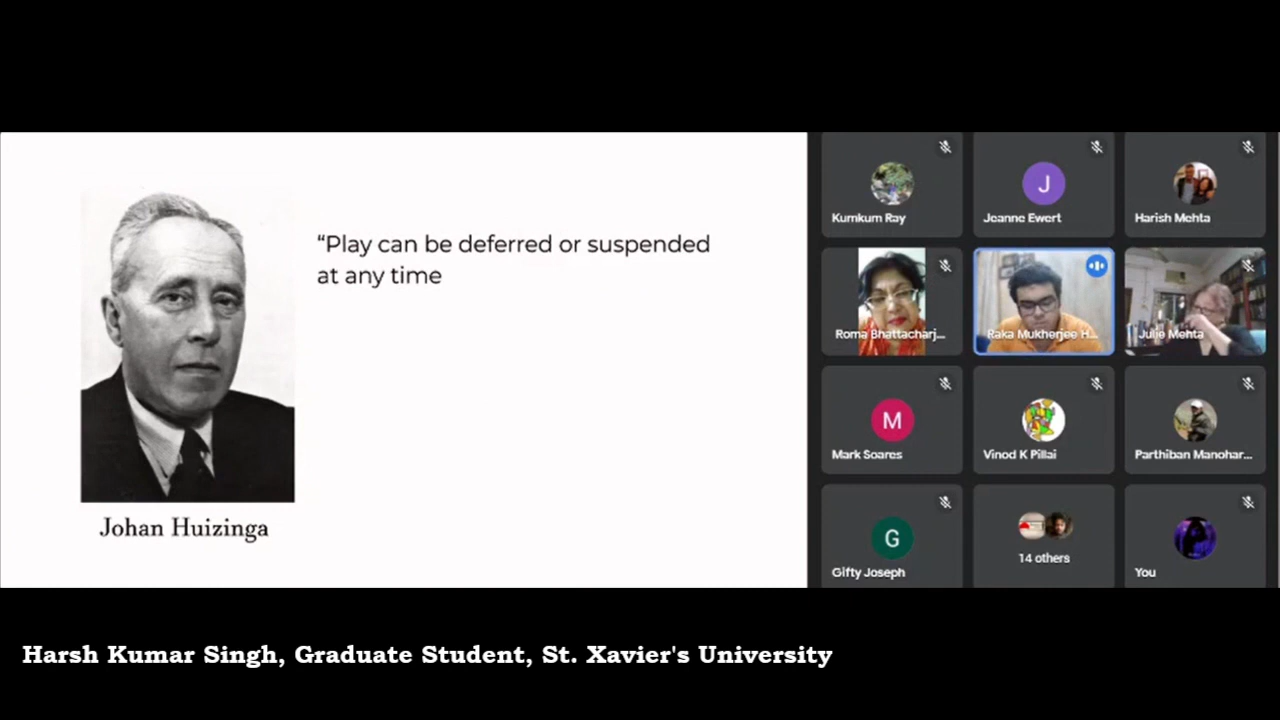 “Play can be deferred or suspended
at any time
Johan Huizinga
Kumkum Ray
Jeanne Ewert
Harish Mehta
Roma Bhattacharj...
Raka Mukherjee H...
Julie Mehta
M
Mark Soares
Vinod K Pillai
Parthiban Manohar...
G
Gifty Joseph
14 others
You
J
Harsh Kumar Singh, Graduate Student, St. Xavier's University